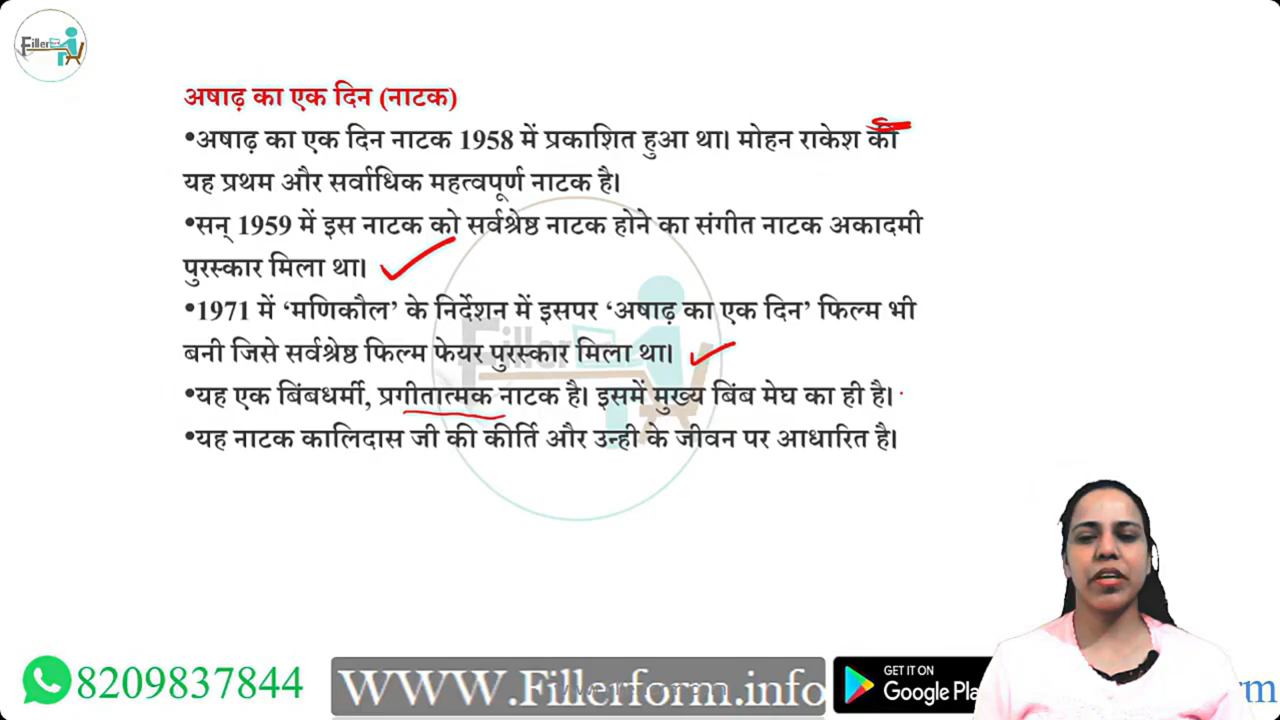 Filler
अषाढ़ का एक दिन (नाटक)
•अषाढ़ का एक दिन नाटक 1958 में प्रकाशित हुआ था। मोहन राकेश की
यह प्रथम और सर्वाधिक महत्वपूर्ण नाटक है।
•सन् 1959 में इस नाटक को सर्वश्रेष्ठ नाटक होने का संगीत नाटक अकादमी
पुरस्कार मिला था।
•1971 में ‘मणिकौल’ के निर्देशन में इसपर ‘अषाढ़ का एक दिन’ फिल्म भी
बनी जिसे सर्वश्रेष्ठ फिल्म फेयर पुरस्कार मिला था।
•यह एक बिंबधर्मी, प्रगीतात्मक नाटक है। इसमें मुख्य बिंब मेघ का ही है।
•यह नाटक कालिदास जी की कीर्ति और उन्ही के जीवन पर आधारित है।
8209837844
WWW.Fillerform.info
GET IT ON
Google Pla